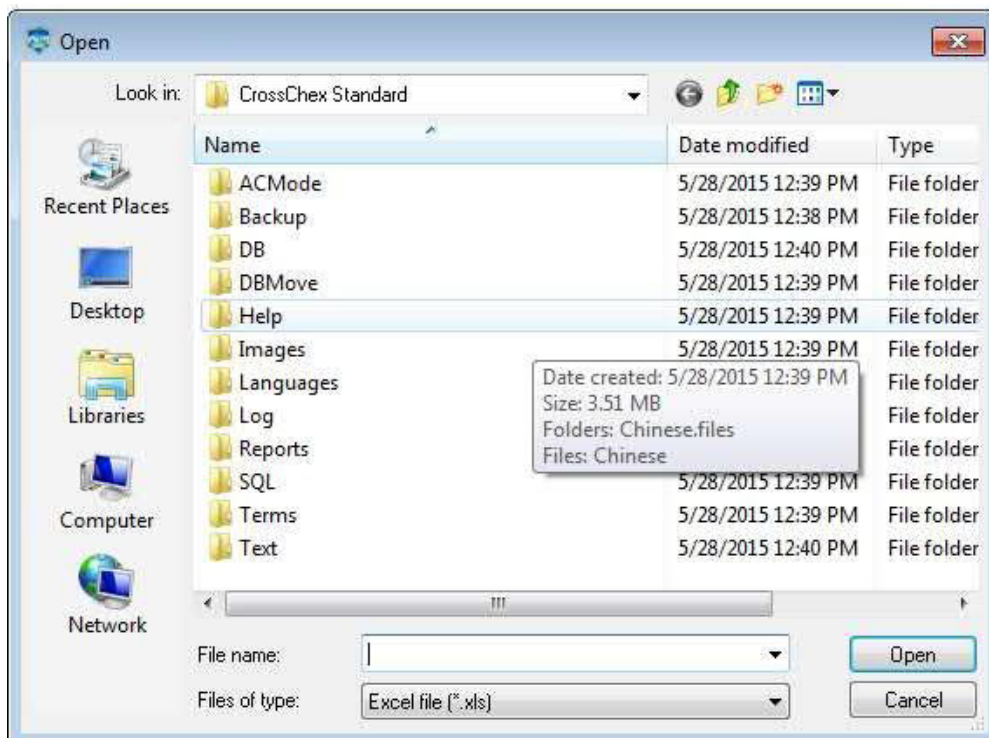 Open
Look in: CrossChex Standard
Name Date modified Type
ACMode 5/28/2015 12:39 PM File folder
Backup 5/28/2015 12:38 PM File folder
DB 5/28/2015 12:40 PM File folder
DBMove 5/28/2015 12:39 PM File folder
Help 5/28/2015 12:39 PM File folder
Images 5/28/2015 12:39 PM File folder
Languages File folder
Log File folder
Reports File folder
SQL 5/28/2015 12:39 PM File folder
Terms 5/28/2015 12:39 PM File folder
Text 5/28/2015 12:40 PM File folder
Date created: 5/28/2015 12:39 PM
Size: 3.51 MB
Folders: Chinese.files
Files: Chinese
Recent Places
Desktop
Libraries
Computer
Network
File name:
Open
Files of type: Excel file (*.xls)
Cancel